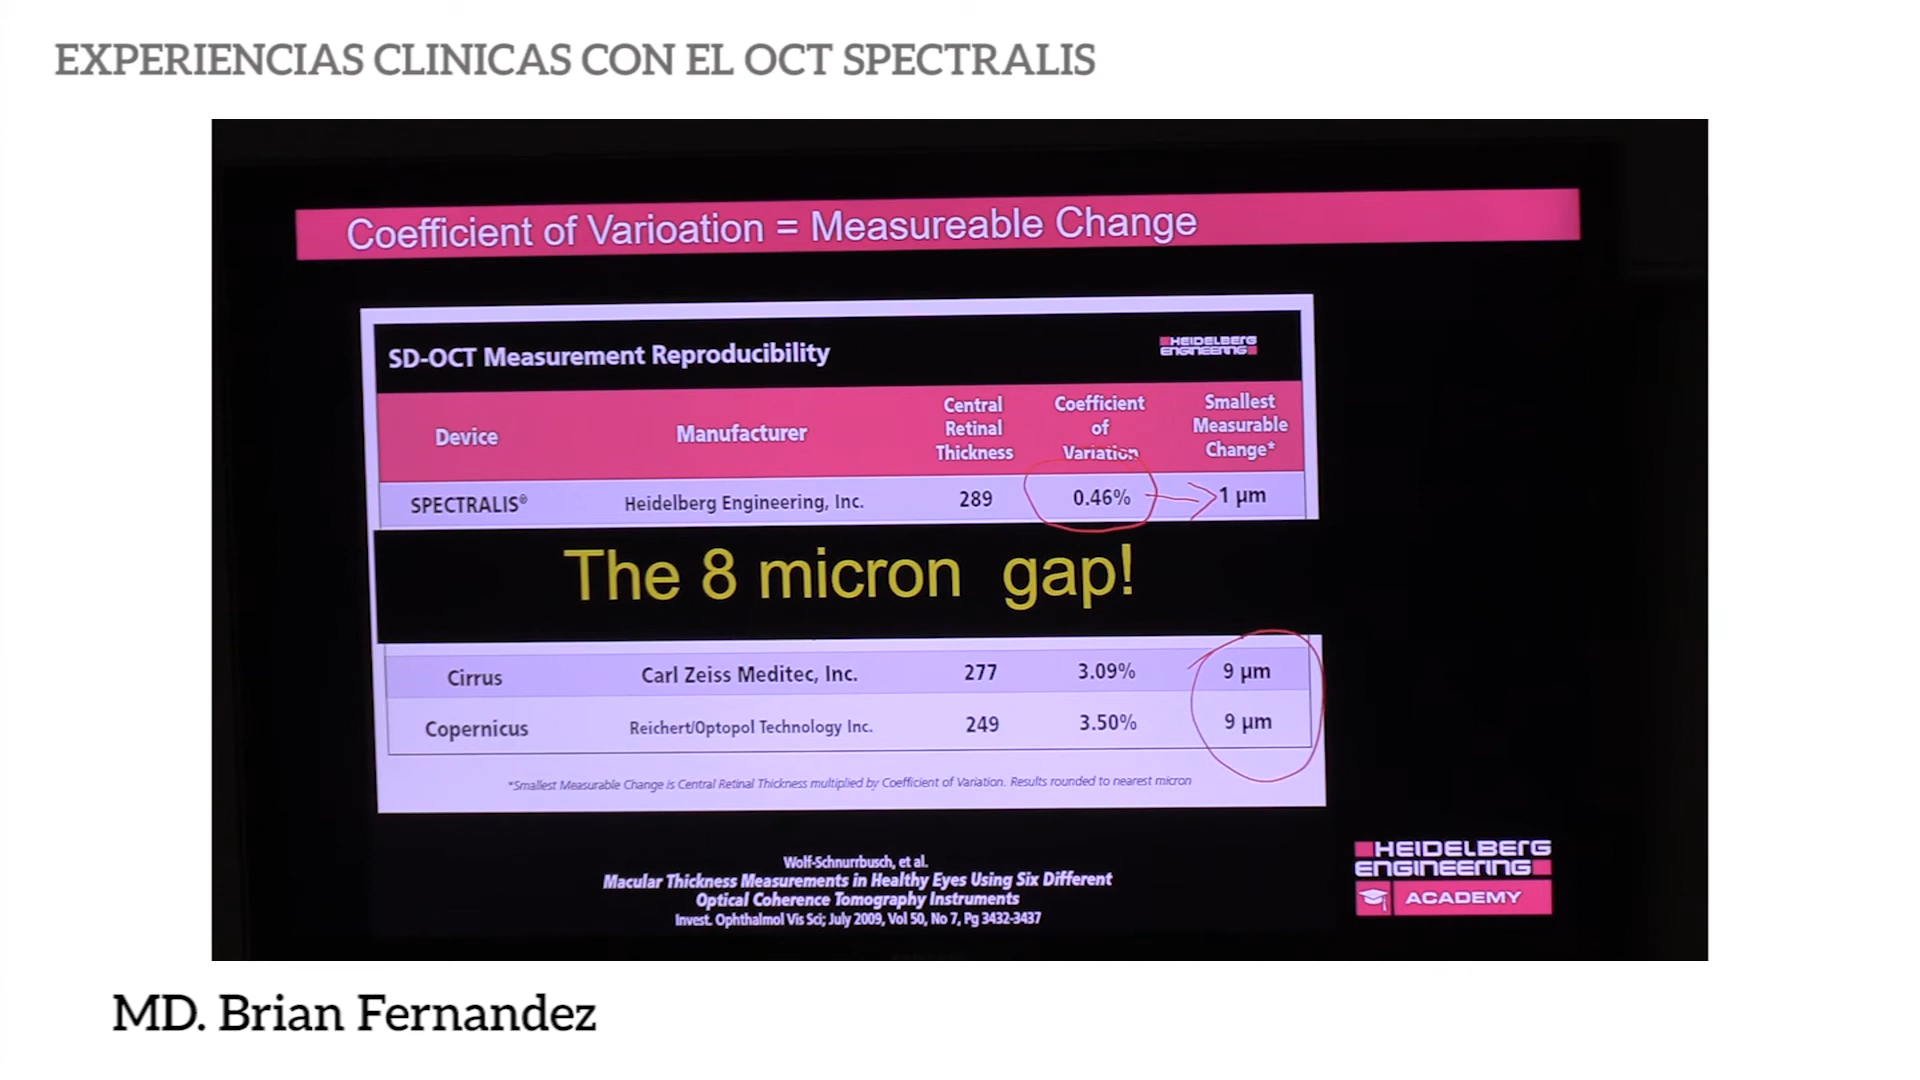 EXPERIENCIAS CLINICAS CON EL OCT SPECTRALIS
Coefficient of Varioation = Measureable Change
SD-OCT Measurement Reproducibility
HEIDELBERG
ENGINEERING
Device Manufacturer Central Retinal Thickness Coefficient of Variation Smallest Measurable Change*
SPECTRALIS® Heidelberg Engineering, Inc. 289 0.46% 1 µm
The 8 micron gap!
Cirrus Carl Zeiss Meditec, Inc. 277 3.09% 9 µm
Copernicus Reichert/Optopol Technology Inc. 249 3.50% 9 µm
*Smallest Measurable Change is Central Retinal Thickness multiplied by Coefficient of Variation. Results rounded to nearest micron
Wolf-Schnurrbusch, et al.
Macular Thickness Measurements in Healthy Eyes Using Six Different
Optical Coherence Tomography Instruments
Invest. Ophthalmol Vis Sci; July 2009, Vol 50, No 7, Pg 3432-3437
HEIDELBERG
ENGINEERING
ACADEMY
MD. Brian Fernandez